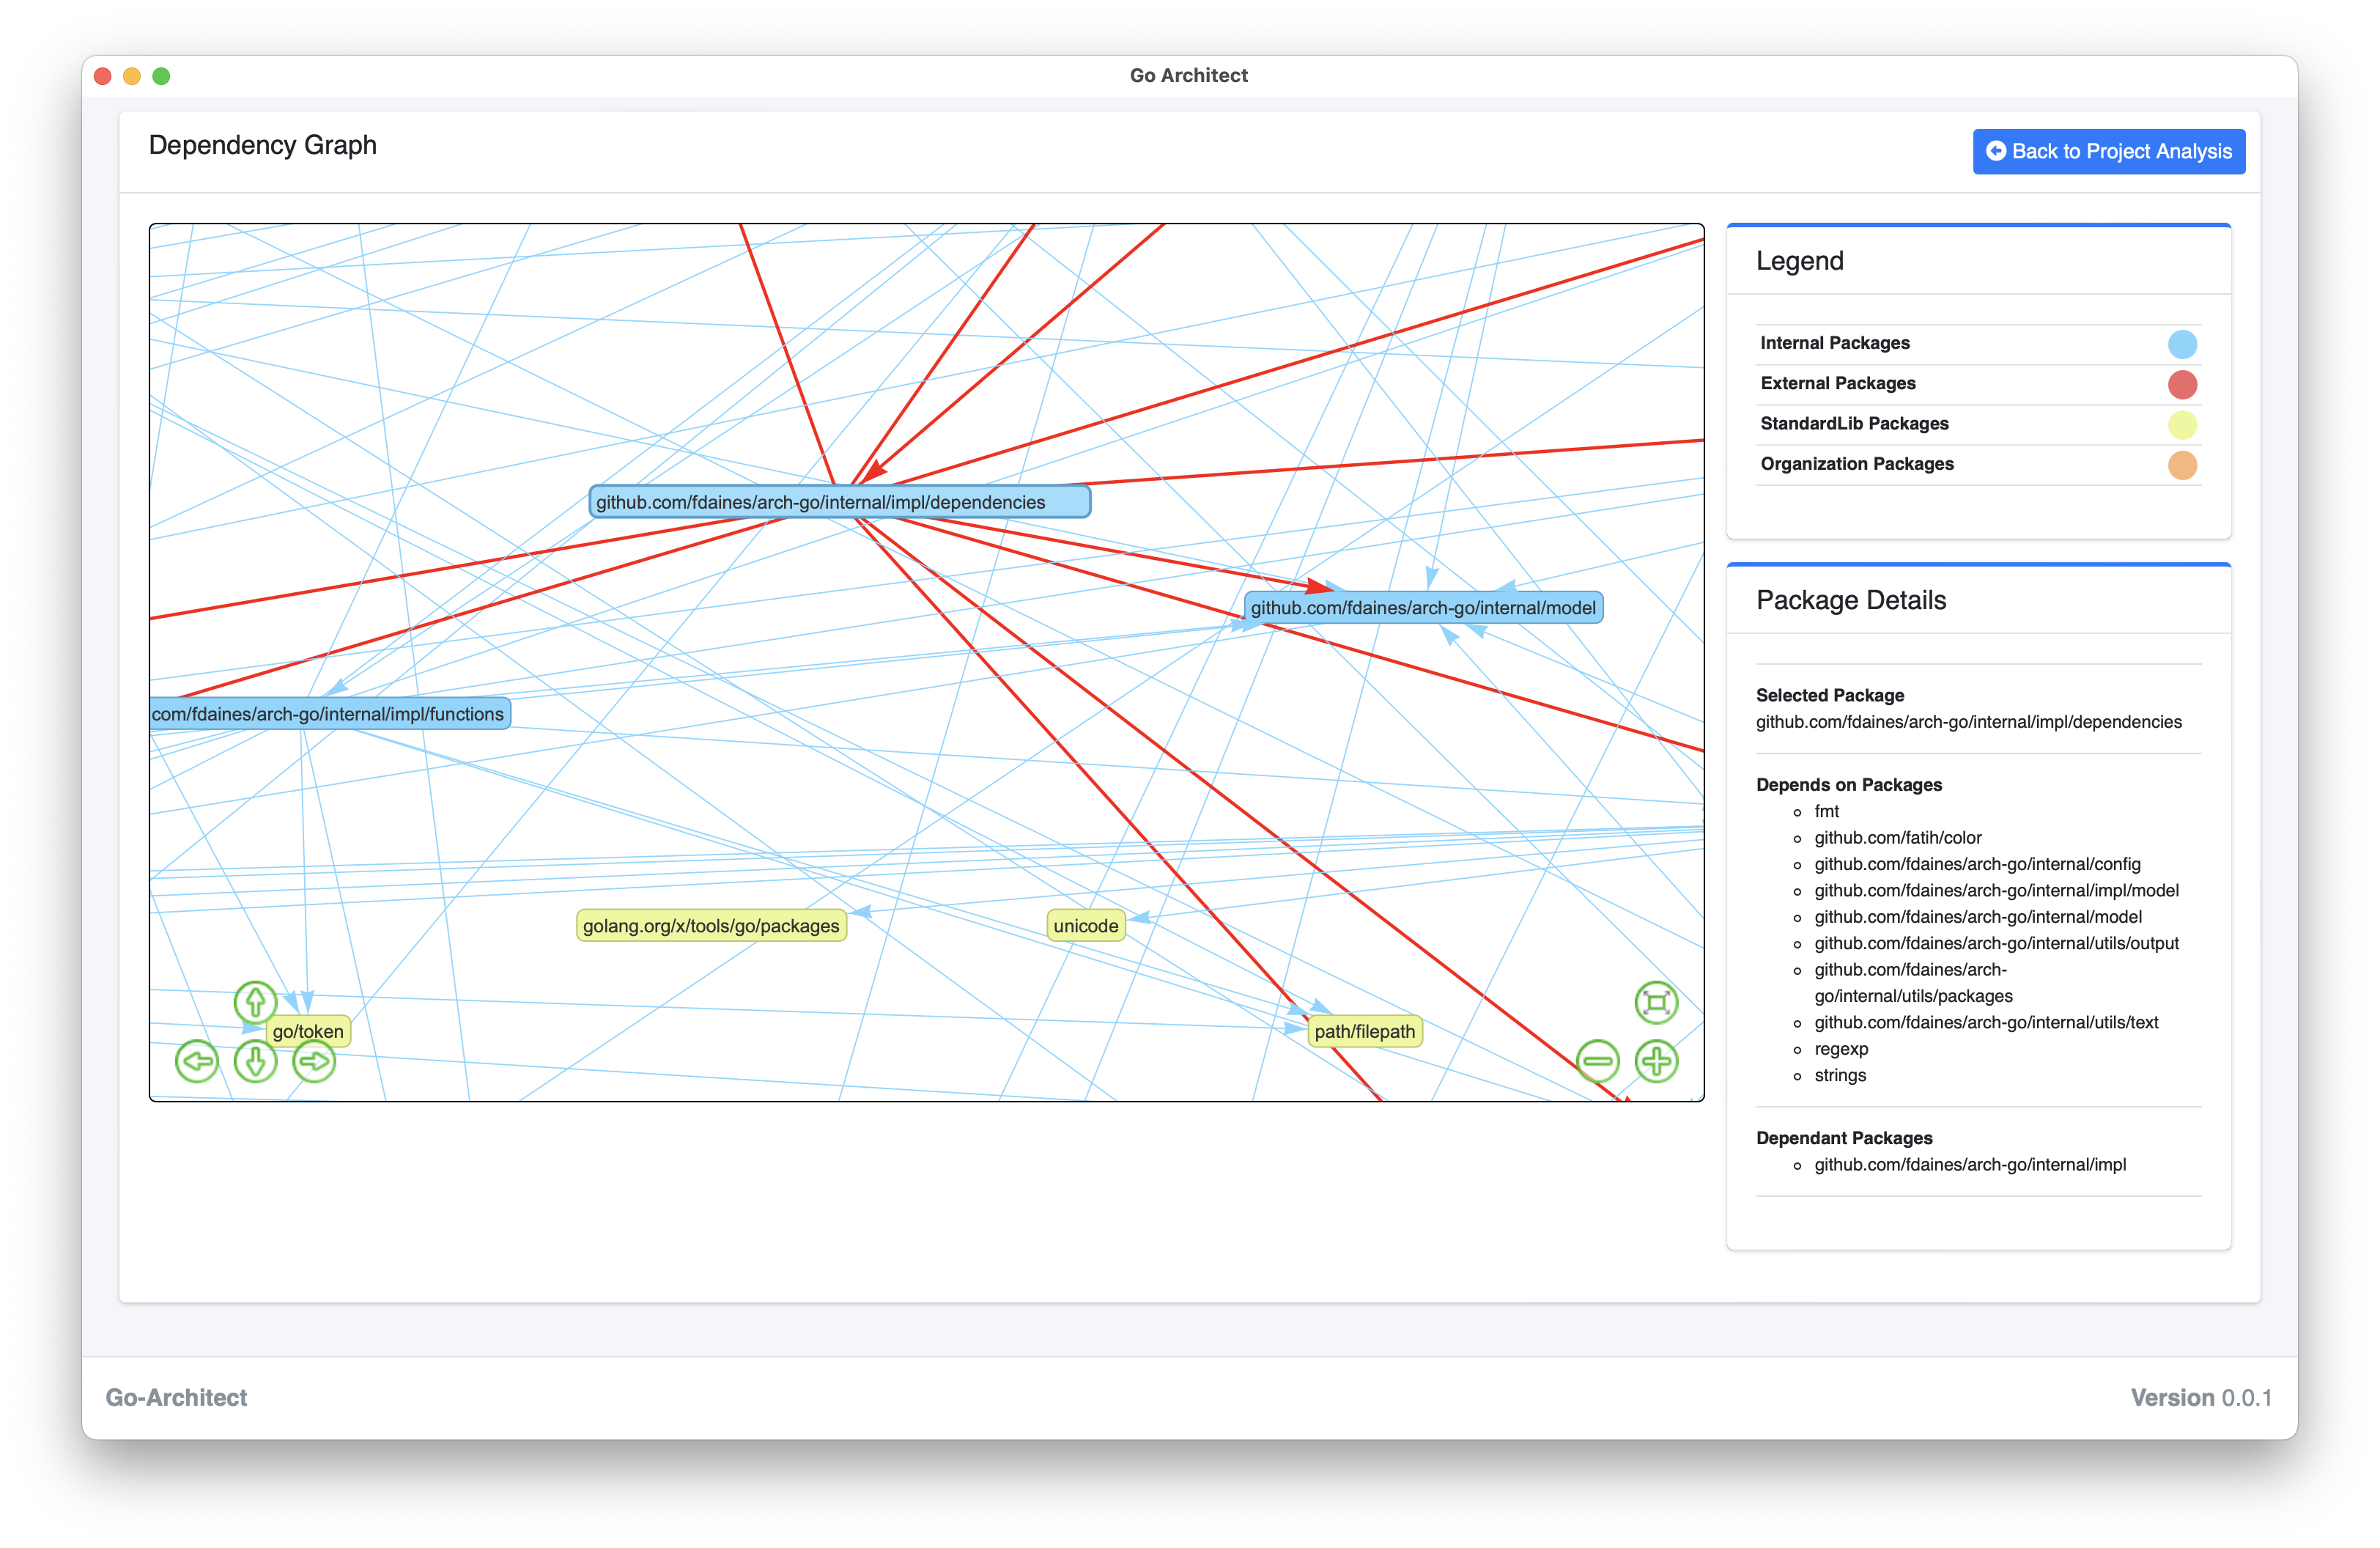 Go Architect
Dependency Graph
Back to Project Analysis
github.com/fdaines/arch-go/internal/impl/dependencies
github.com/fdaines/arch-go/internal/model
com/fdaines/arch-go/internal/impl/functions
golang.org/x/tools/go/packages
unicode
go/token
path/filepath
Legend
Internal Packages
External Packages
StandardLib Packages
Organization Packages
Package Details
Selected Package
github.com/fdaines/arch-go/internal/impl/dependencies
Depends on Packages
fmt
github.com/fatih/color
github.com/fdaines/arch-go/internal/config
github.com/fdaines/arch-go/internal/impl/model
github.com/fdaines/arch-go/internal/model
github.com/fdaines/arch-go/internal/utils/output
github.com/fdaines/arch-
go/internal/utils/packages
github.com/fdaines/arch-go/internal/utils/text
regexp
strings
Dependant Packages
github.com/fdaines/arch-go/internal/impl
Go-Architect
Version 0.0.1